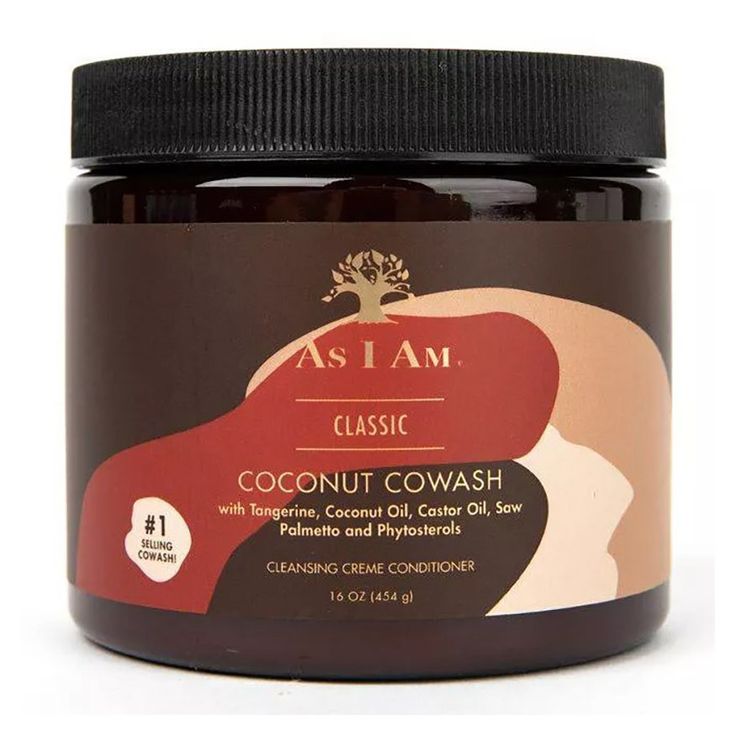 AS I AM
CLASSIC
COCONUT COWASH
with Tangerine, Coconut Oil, Castor Oil, Saw
Palmetto and Phytosterols
#1
SELLING
COWASH!
CLEANSING CREME CONDITIONER
16 OZ (454 g)